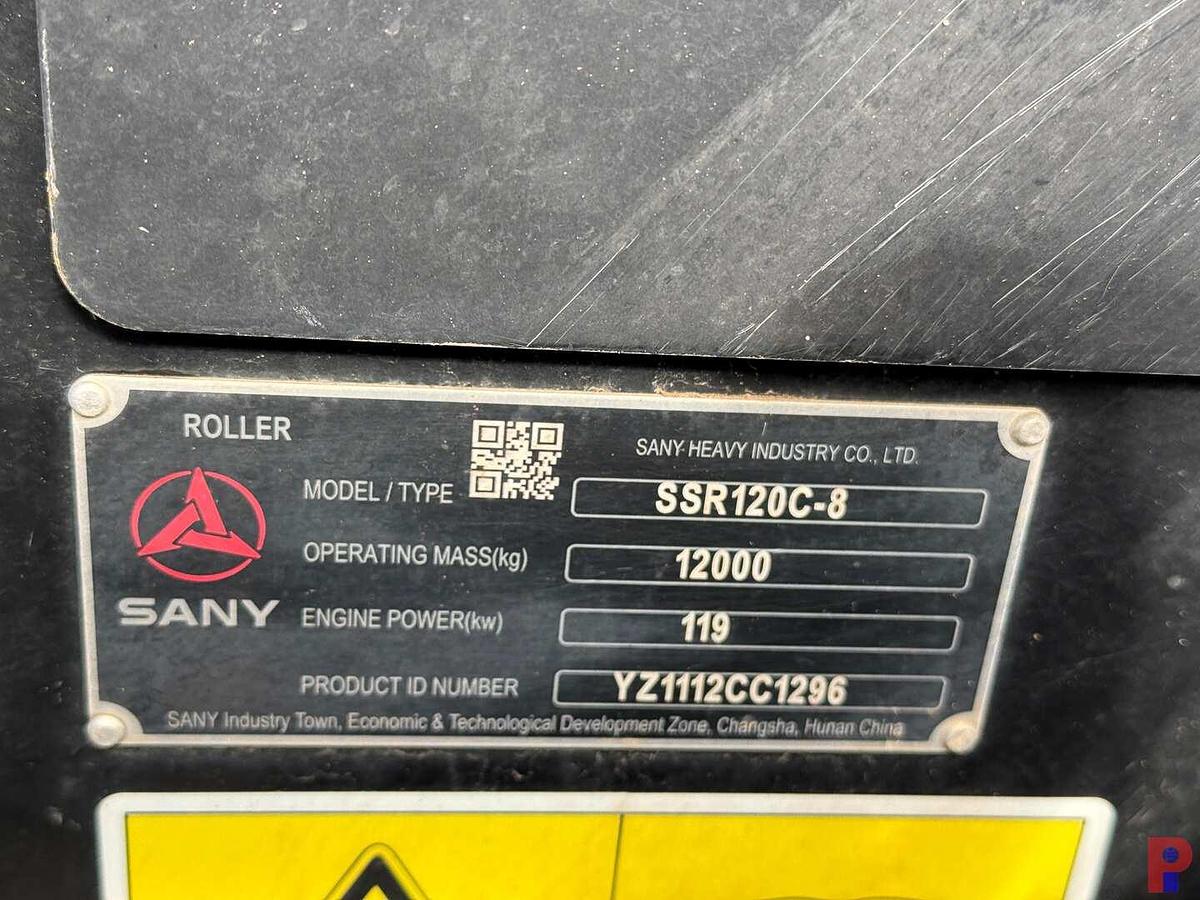 ROLLER
SANY HEAVY INDUSTRY CO., LTD.
MODEL / TYPE SSR120C-8
OPERATING MASS(kg) 12000
SANY
ENGINE POWER(kw) 119
PRODUCT ID NUMBER YZ1112CC1296
SANY Industry Town, Economic & Technological Development Zone, Changsha, Hunan China
Pi